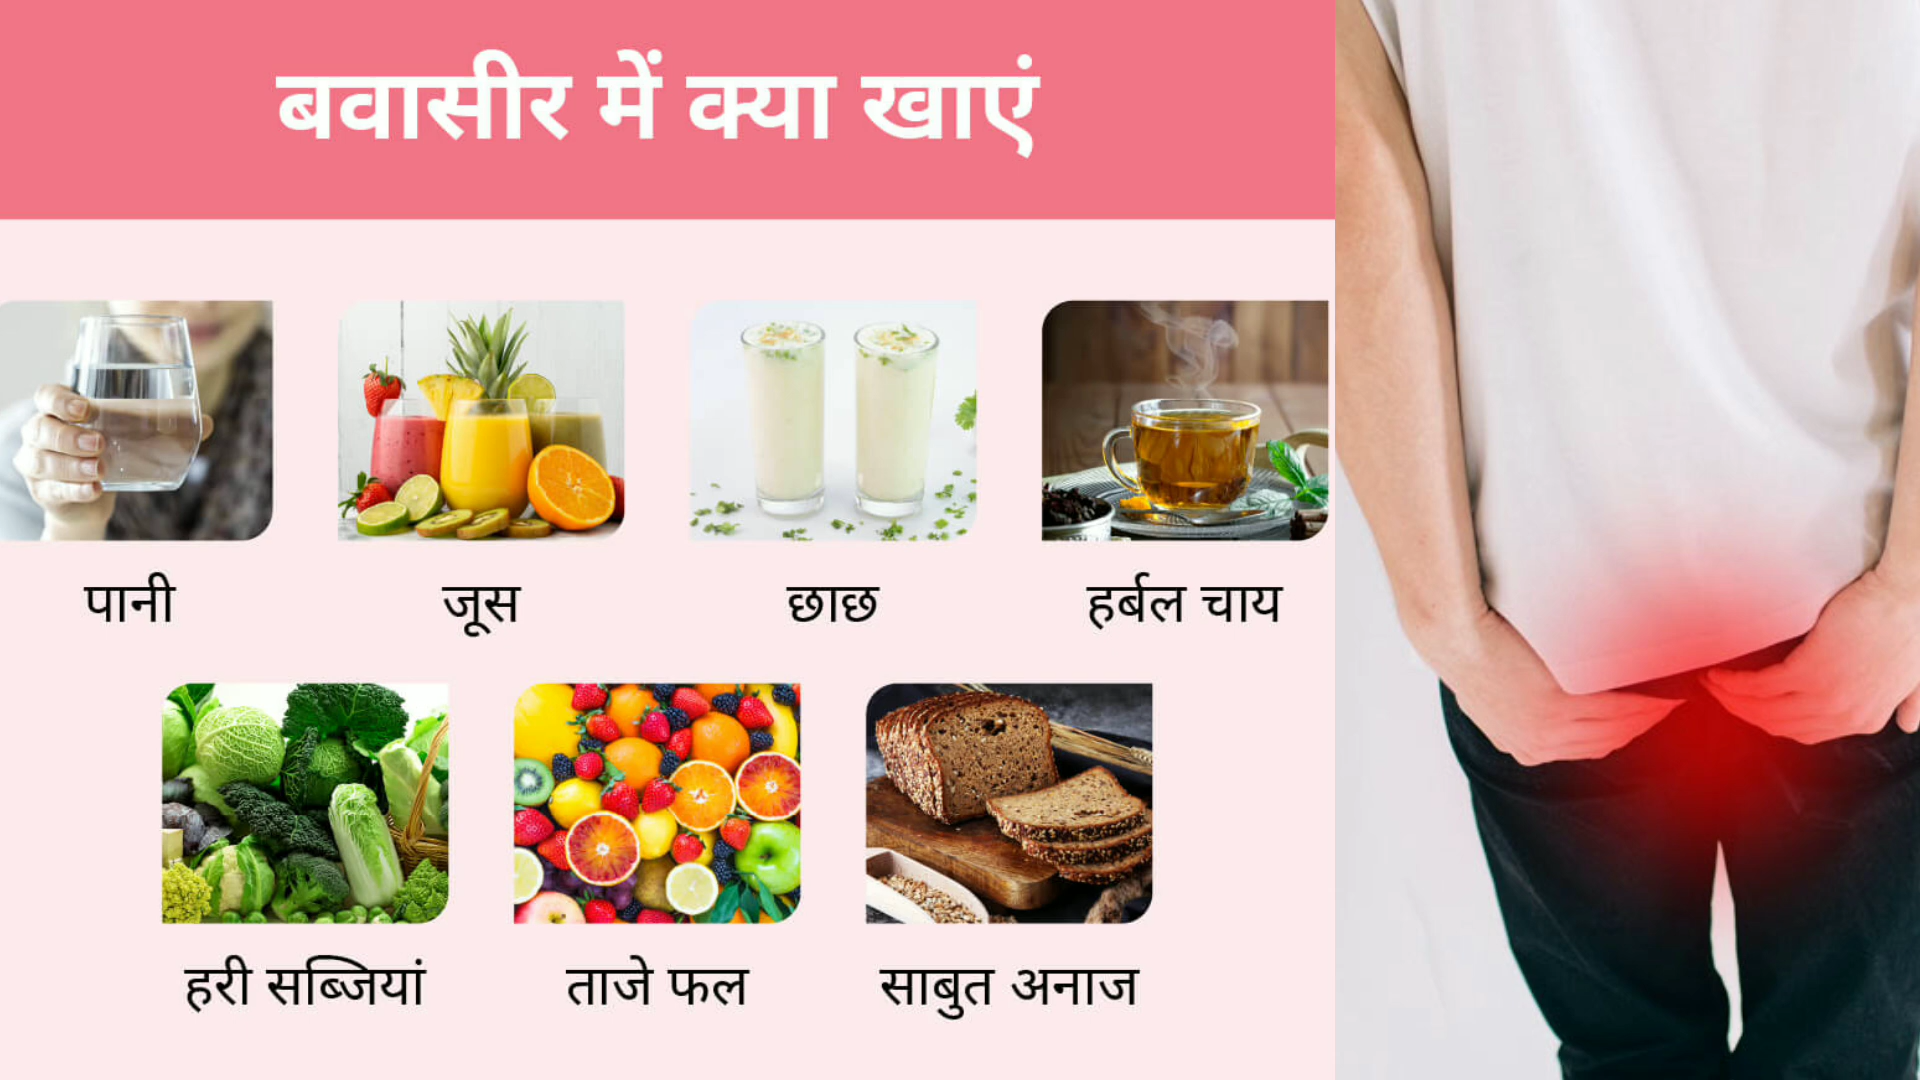 बवासीर में क्या खाएं
पानी
जूस
छाछ
हर्बल चाय
हरी सब्जियां
ताजे फल
साबुत अनाज